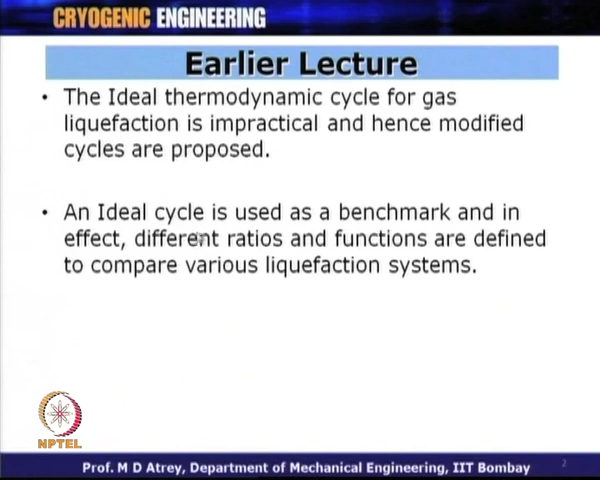 CRYOGENIC ENGINEERING
Earlier Lecture
• The Ideal thermodynamic cycle for gas
liquefaction is impractical and hence modified
cycles are proposed.
• An Ideal cycle is used as a benchmark and in
effect, different ratios and functions are defined
to compare various liquefaction systems.
NPTEL
Prof. M D Atrey, Department of Mechanical Engineering, IIT Bombay
2